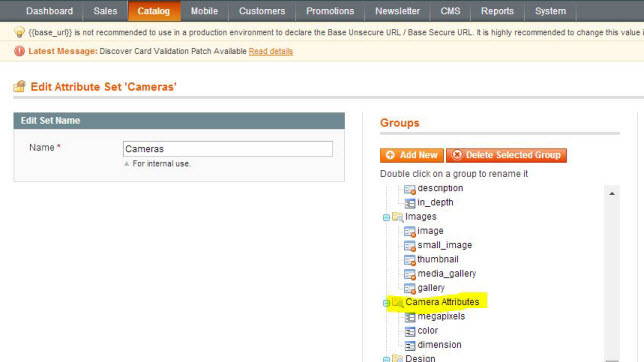 Dashboard Sales Catalog Mobile Customers Promotions Newsletter CMS Reports System
{{base_url}} is not recommended to use in a production environment to declare the Base Unsecure URL / Base Secure URL. It is highly recommended to change this value i
Latest Message: Discover Card Validation Patch Available Read details
Edit Attribute Set 'Cameras'
Edit Set Name
Name *
Cameras
For internal use.
Groups
Add New
Delete Selected Group
Double click on a group to rename it
description
in_depth
Images
image
small_image
thumbnail
media_gallery
gallery
Camera Attributes
megapixels
color
dimension
Design